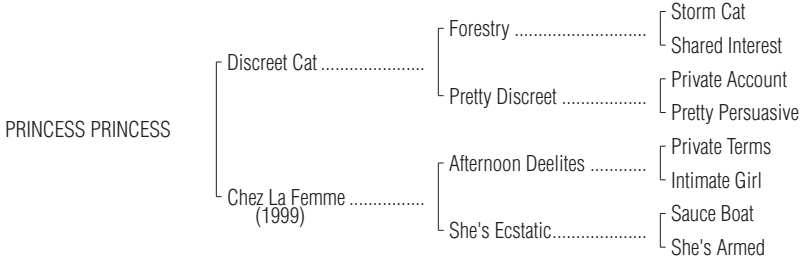 PRINCESS PRINCESS
Discreet Cat ......................
Chez La Femme ................
(1999)
Forestry ............................
Pretty Discreet ..................
Afternoon Deelites ............
She's Ecstatic....................
Storm Cat
Shared Interest
Private Account
Pretty Persuasive
Private Terms
Intimate Girl
Sauce Boat
She's Armed